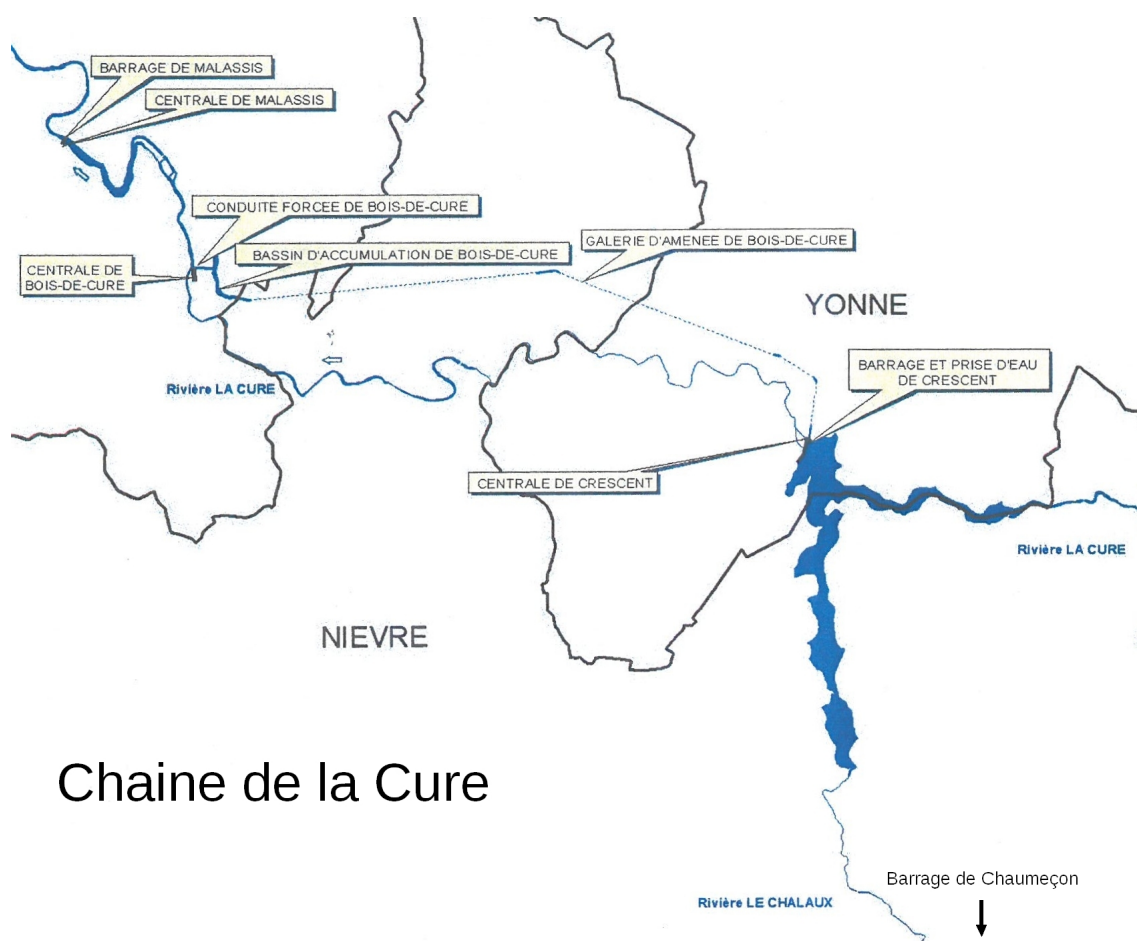 BARRAGE DE MALASSIS
CENTRALE DE MALASSIS
CONDUITE FORCEE DE BOIS-DE-CURE
GALERIE D'AMENEE DE BOIS-DE-CURE
BASSIN D'ACCUMULATION DE BOIS-DE-CURE
CENTRALE DE
BOIS-DE-CURE
YONNE
BARRAGE ET PRISE D'EAU
DE CRESCENT
Rivière LA CURE
CENTRALE DE CRESCENT
Rivière LA CURE
NIEVRE
Chaine de la Cure
Barrage de Chaumeçon
Rivière LE CHALAUX